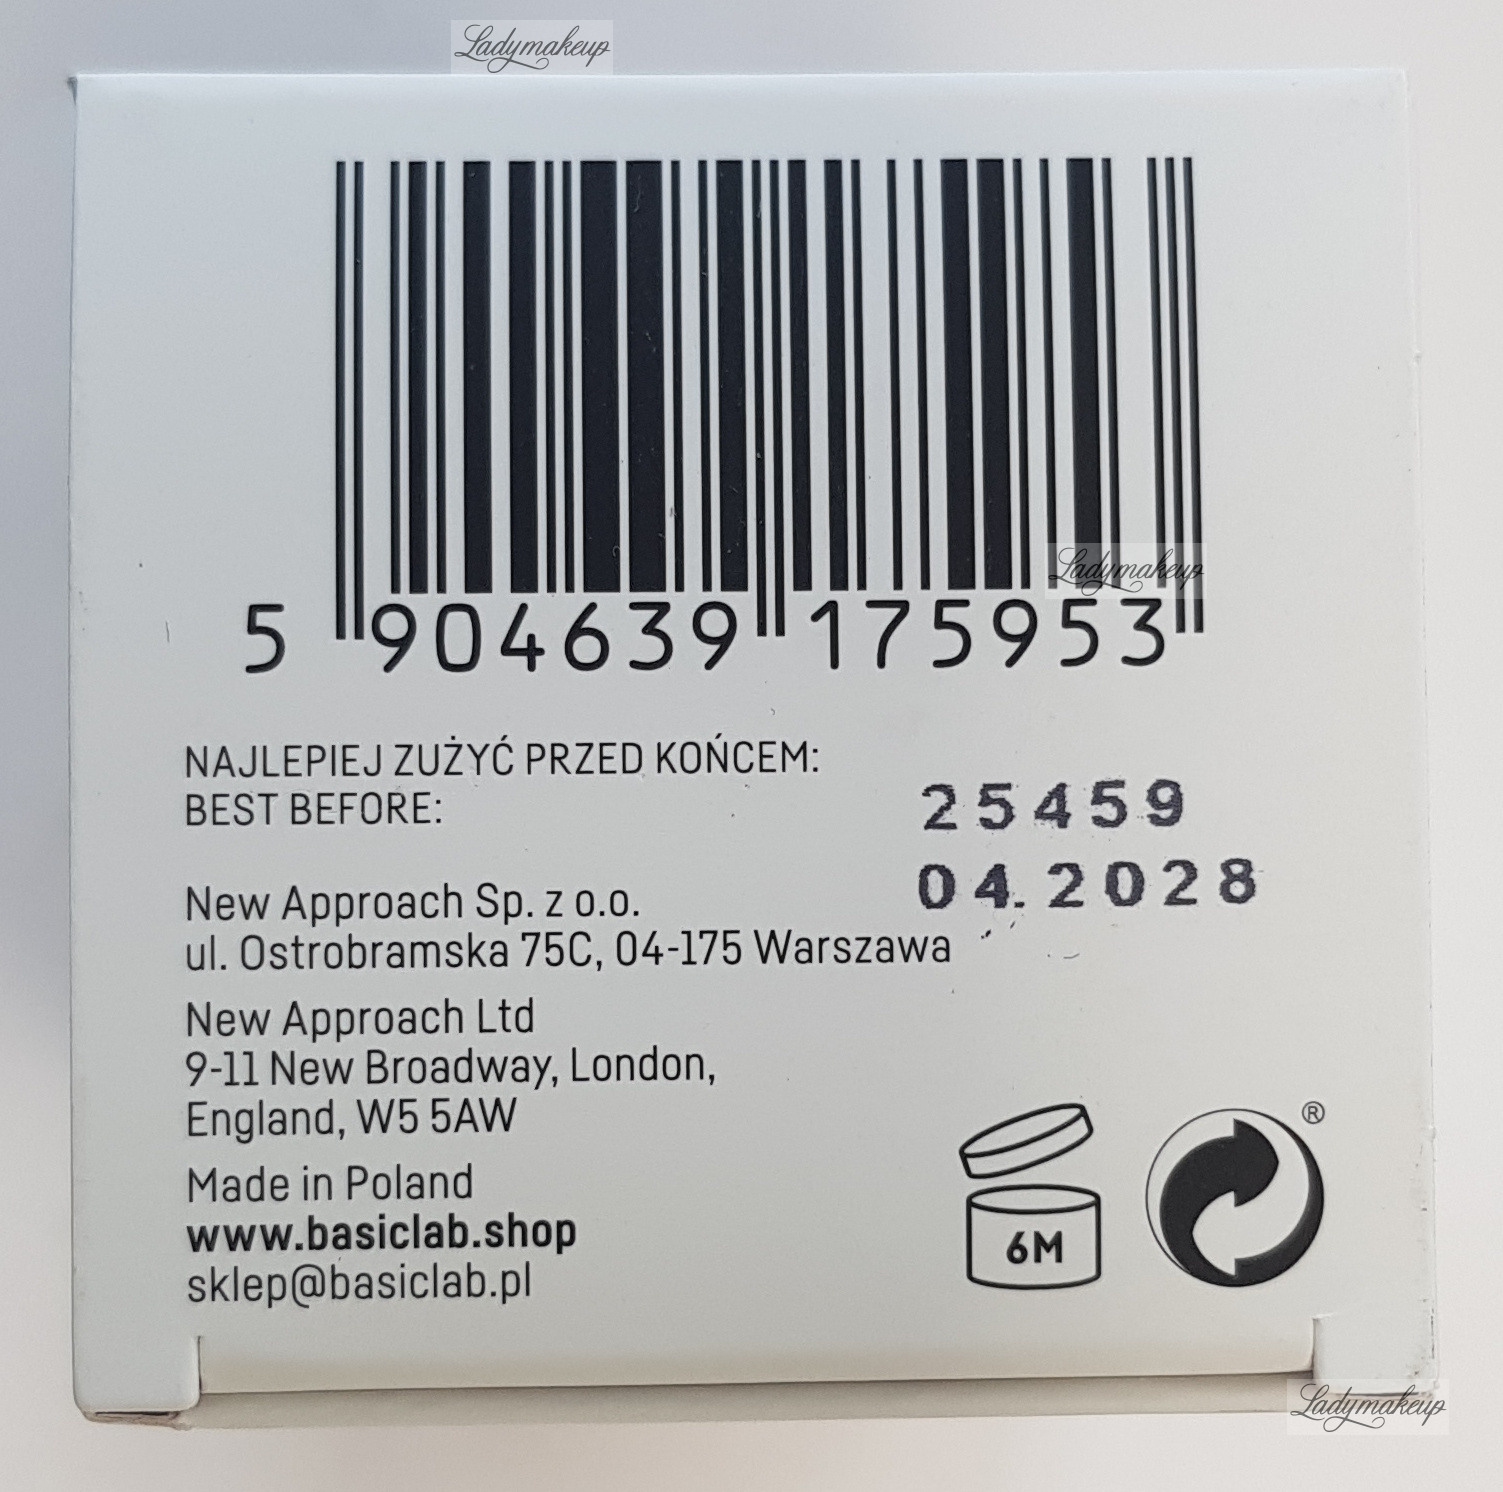 Ladymakeup
5 904639 175953
Ladymakeup
NAJLEPIEJ ZUŻYĆ PRZED KOŃCEM:
BEST BEFORE:
25459
04.2028
New Approach Sp. z o.o.
ul. Ostrobramska 75C, 04-175 Warszawa
New Approach Ltd
9-11 New Broadway, London,
England, W5 5AW
Made in Poland
www.basiclab.shop
sklep@basiclab.pl
6M
®
Ladymakeup